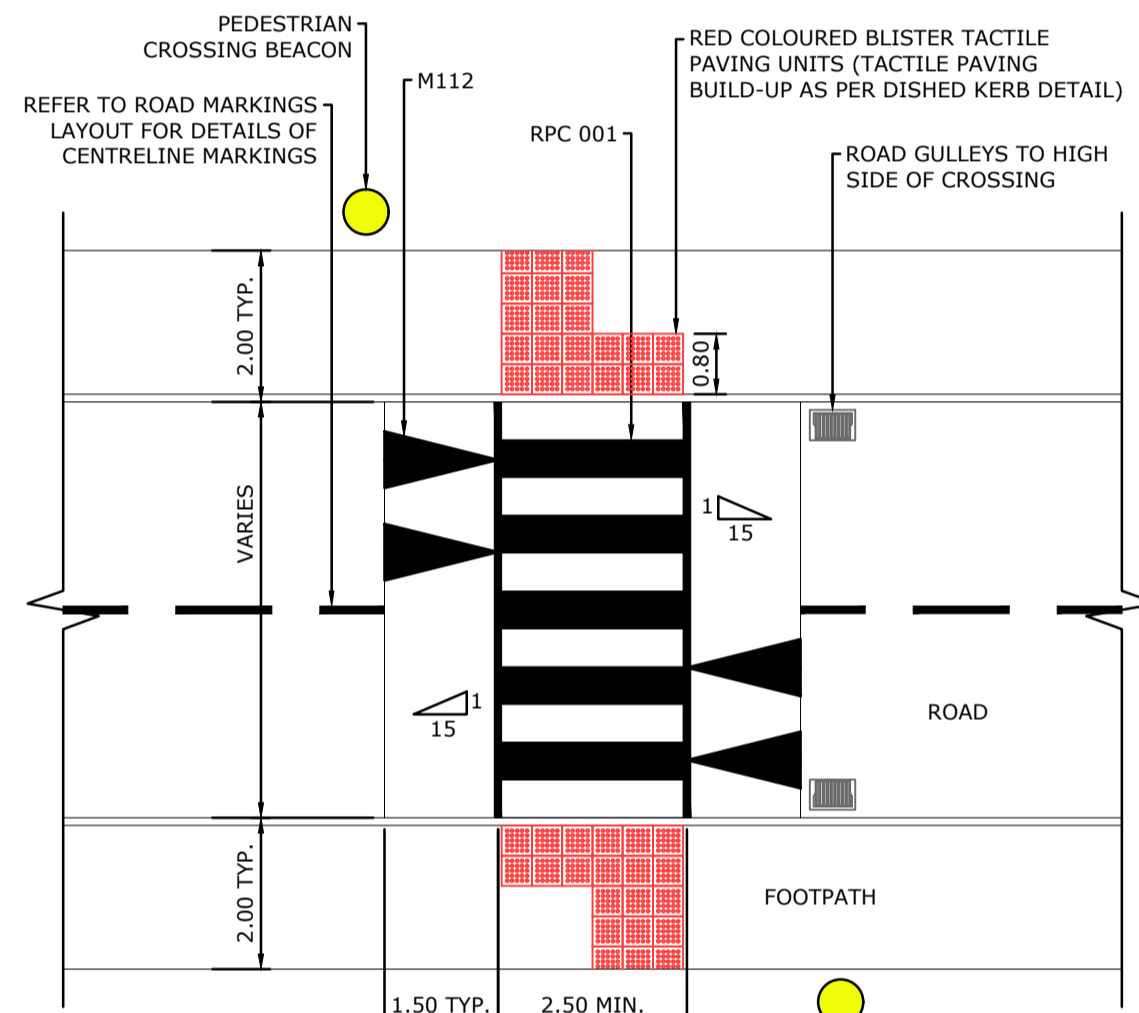 PEDESTRIAN
CROSSING BEACON
M112
RED COLOURED BLISTER TACTILE
PAVING UNITS (TACTILE PAVING
BUILD-UP AS PER DISHED KERB DETAIL)
REFER TO ROAD MARKINGS
LAYOUT FOR DETAILS OF
CENTRELINE MARKINGS
RPC 001
ROAD GULLEYS TO HIGH
SIDE OF CROSSING
2.00 TYP.
0.80
VARIES
1
15
1
15
ROAD
2.00 TYP.
FOOTPATH
1.50 TYP.
2.50 MIN.